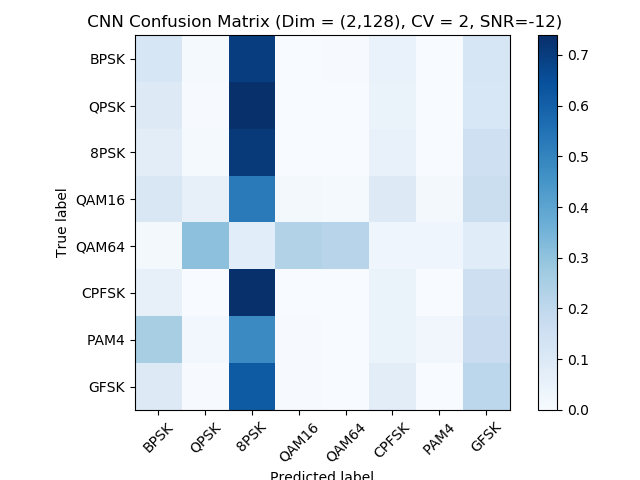 CNN Confusion Matrix (Dim = (2,128), CV = 2, SNR=-12)
True label
BPSK
QPSK
8PSK
QAM16
QAM64
CPFSK
PAM4
GFSK
BPSK
QPSK
8PSK
QAM16
QAM64
CPFSK
PAM4
GFSK
Predicted label
0.7
0.6
0.5
0.4
0.3
0.2
0.1
0.0